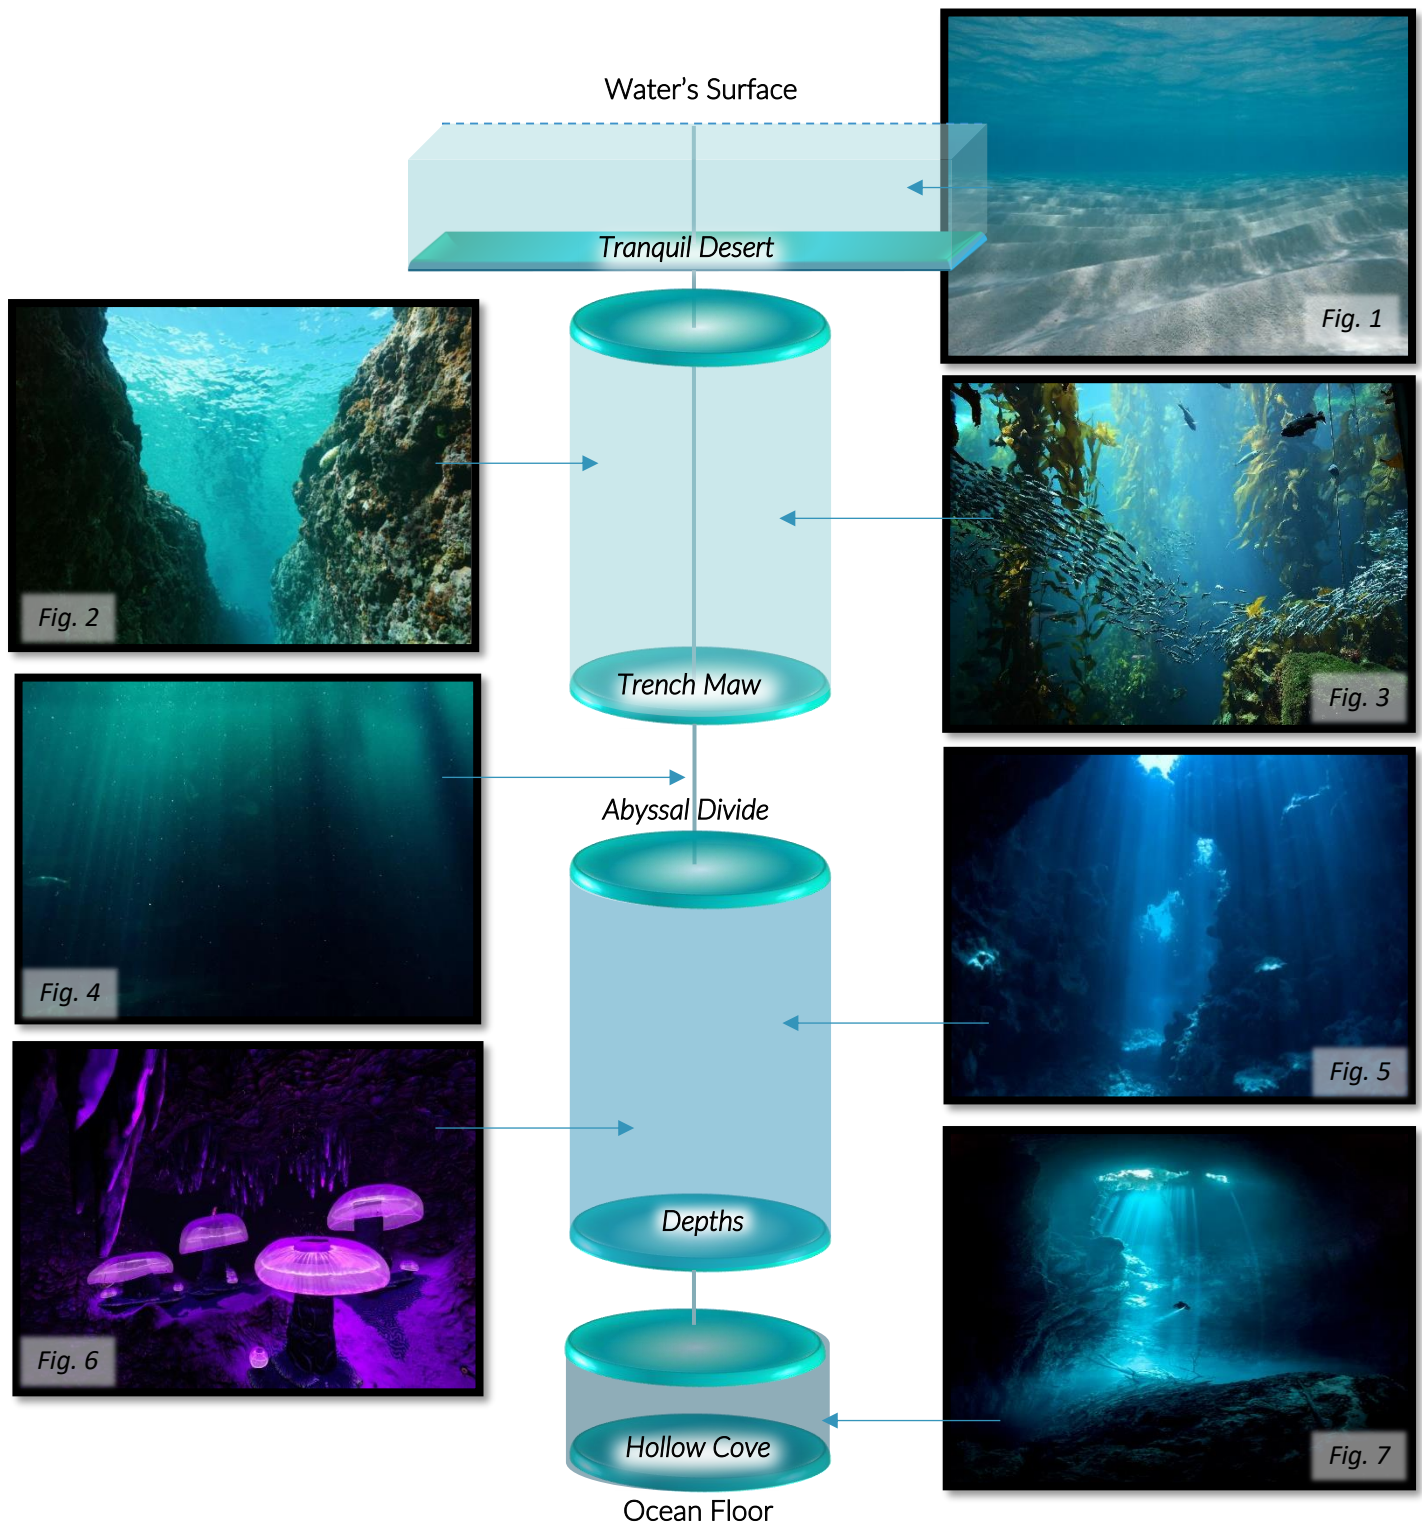 Water's Surface
Tranquil Desert
Fig. 1
Fig. 2
Trench Maw
Fig. 3
Abyssal Divide
Fig. 4
Fig. 5
Depths
Fig. 6
Hollow Cove
Fig. 7
Ocean Floor